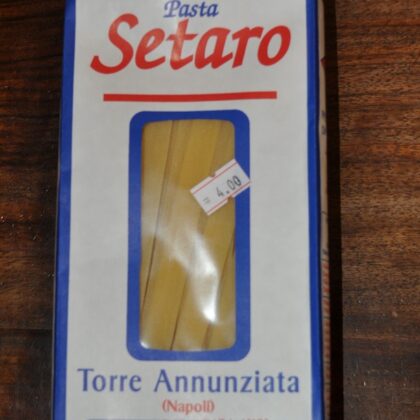 Pasta
Setaro
= 4.00
Torre Annunziata
(Napoli)